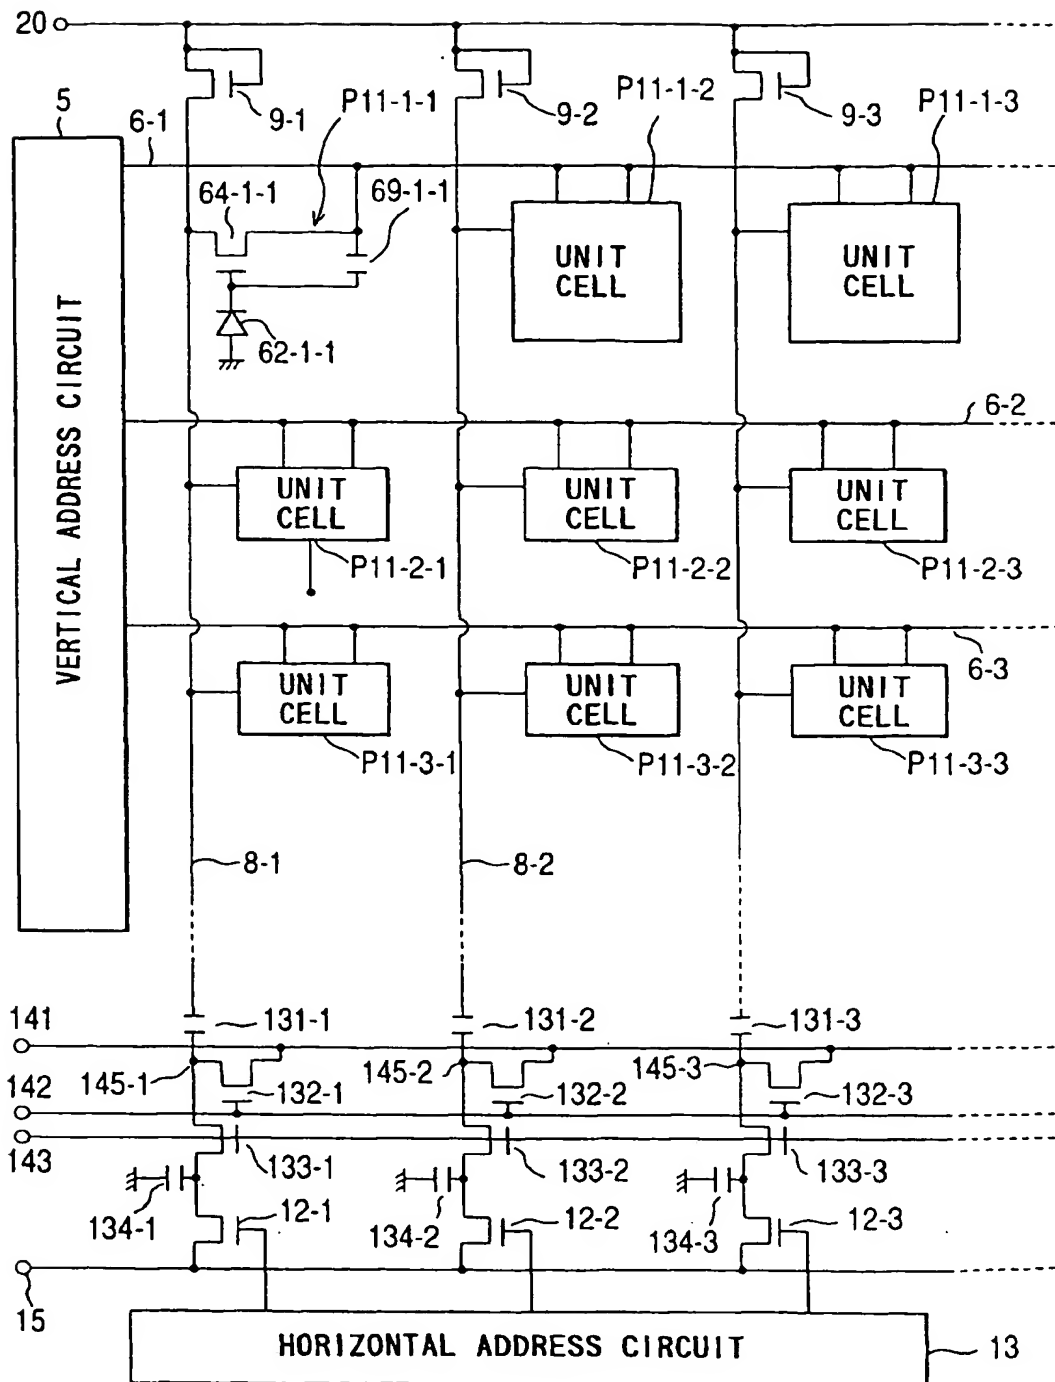 20
9-1
P11-1-1
9-2
P11-1-2
9-3
P11-1-3
5
6-1
64-1-1
69-1-1
UNIT
CELL
UNIT
CELL
62-1-1
VERTICAL ADDRESS CIRCUIT
6-2
UNIT
CELL
UNIT
CELL
UNIT
CELL
P11-2-1
P11-2-2
P11-2-3
6-3
UNIT
CELL
UNIT
CELL
UNIT
CELL
P11-3-1
P11-3-2
P11-3-3
8-1
8-2
141
131-1
131-2
131-3
145-1
145-2
145-3
142
132-1
132-2
132-3
143
133-1
133-2
133-3
134-1
12-1
134-2
12-2
134-3
12-3
15
HORIZONTAL ADDRESS CIRCUIT
13